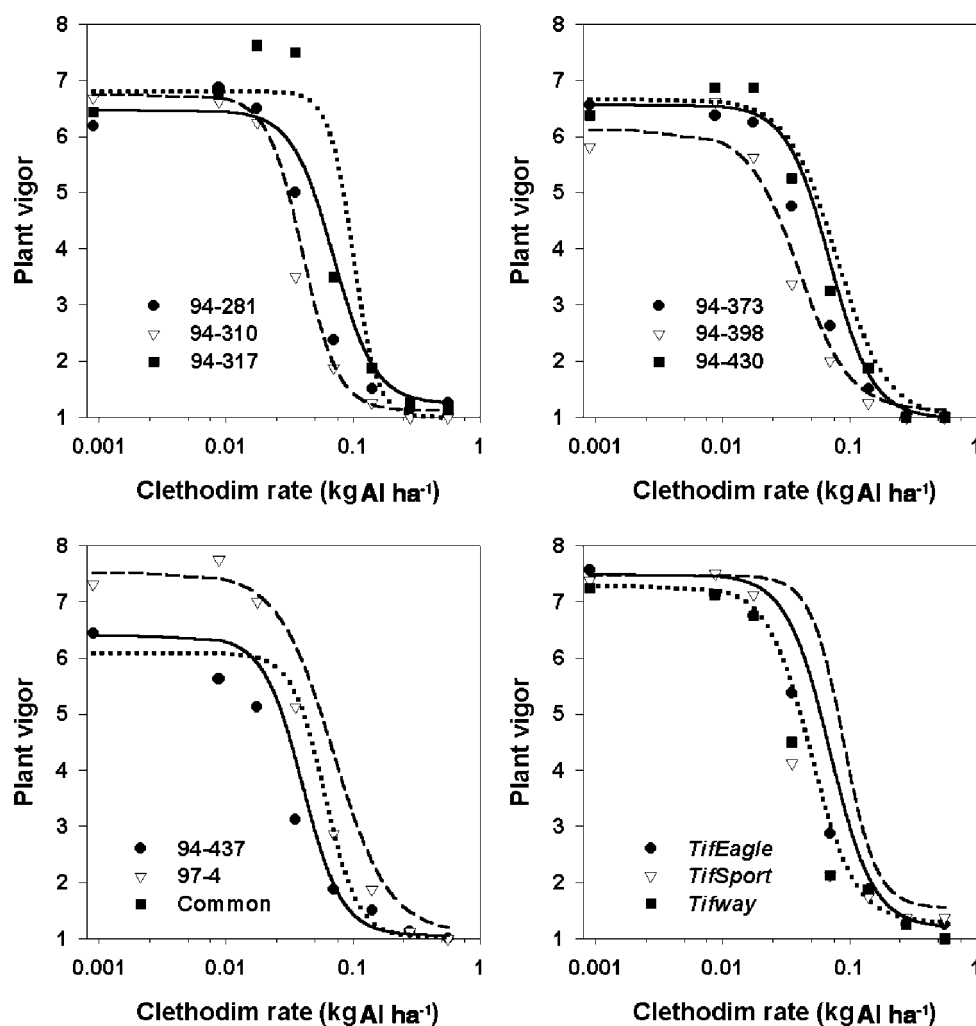 8
7
6
5
4
3
2
1
Plant vigor
94-281
94-310
94-317
0.001 0.01 0.1 1
Clethodim rate (kg AI ha-1)
8
7
6
5
4
3
2
1
Plant vigor
94-373
94-398
94-430
0.001 0.01 0.1 1
Clethodim rate (kg AI ha-1)
8
7
6
5
4
3
2
1
Plant vigor
94-437
97-4
Common
0.001 0.01 0.1 1
Clethodim rate (kg AI ha-1)
8
7
6
5
4
3
2
1
Plant vigor
TifEagle
TifSport
Tifway
0.001 0.01 0.1 1
Clethodim rate (kg AI ha-1)